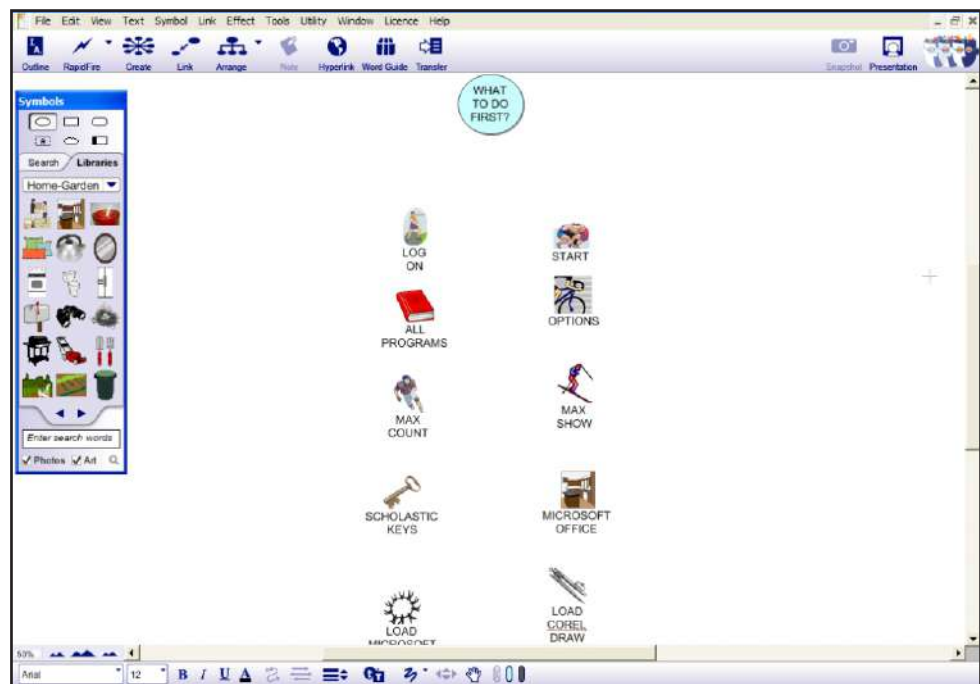 File Edit View Text Symbol Link Effect Tools Utility Window Licence Help
Outline RapidFire Create Link Arrange Note Hyperlink Word Guide Transfer Snapshot Presentation
WHAT
TO DO
FIRST?
Symbols
Search Libraries
Home-Garden
LOG
ON
START
ALL
PROGRAMS
OPTIONS
MAX
COUNT
MAX
SHOW
SCHOLASTIC
KEYS
MICROSOFT
OFFICE
LOAD
MICROSOFT
LOAD
COREL
DRAW
Enter search words
Photos Art
50%
Arial 12 B I U A